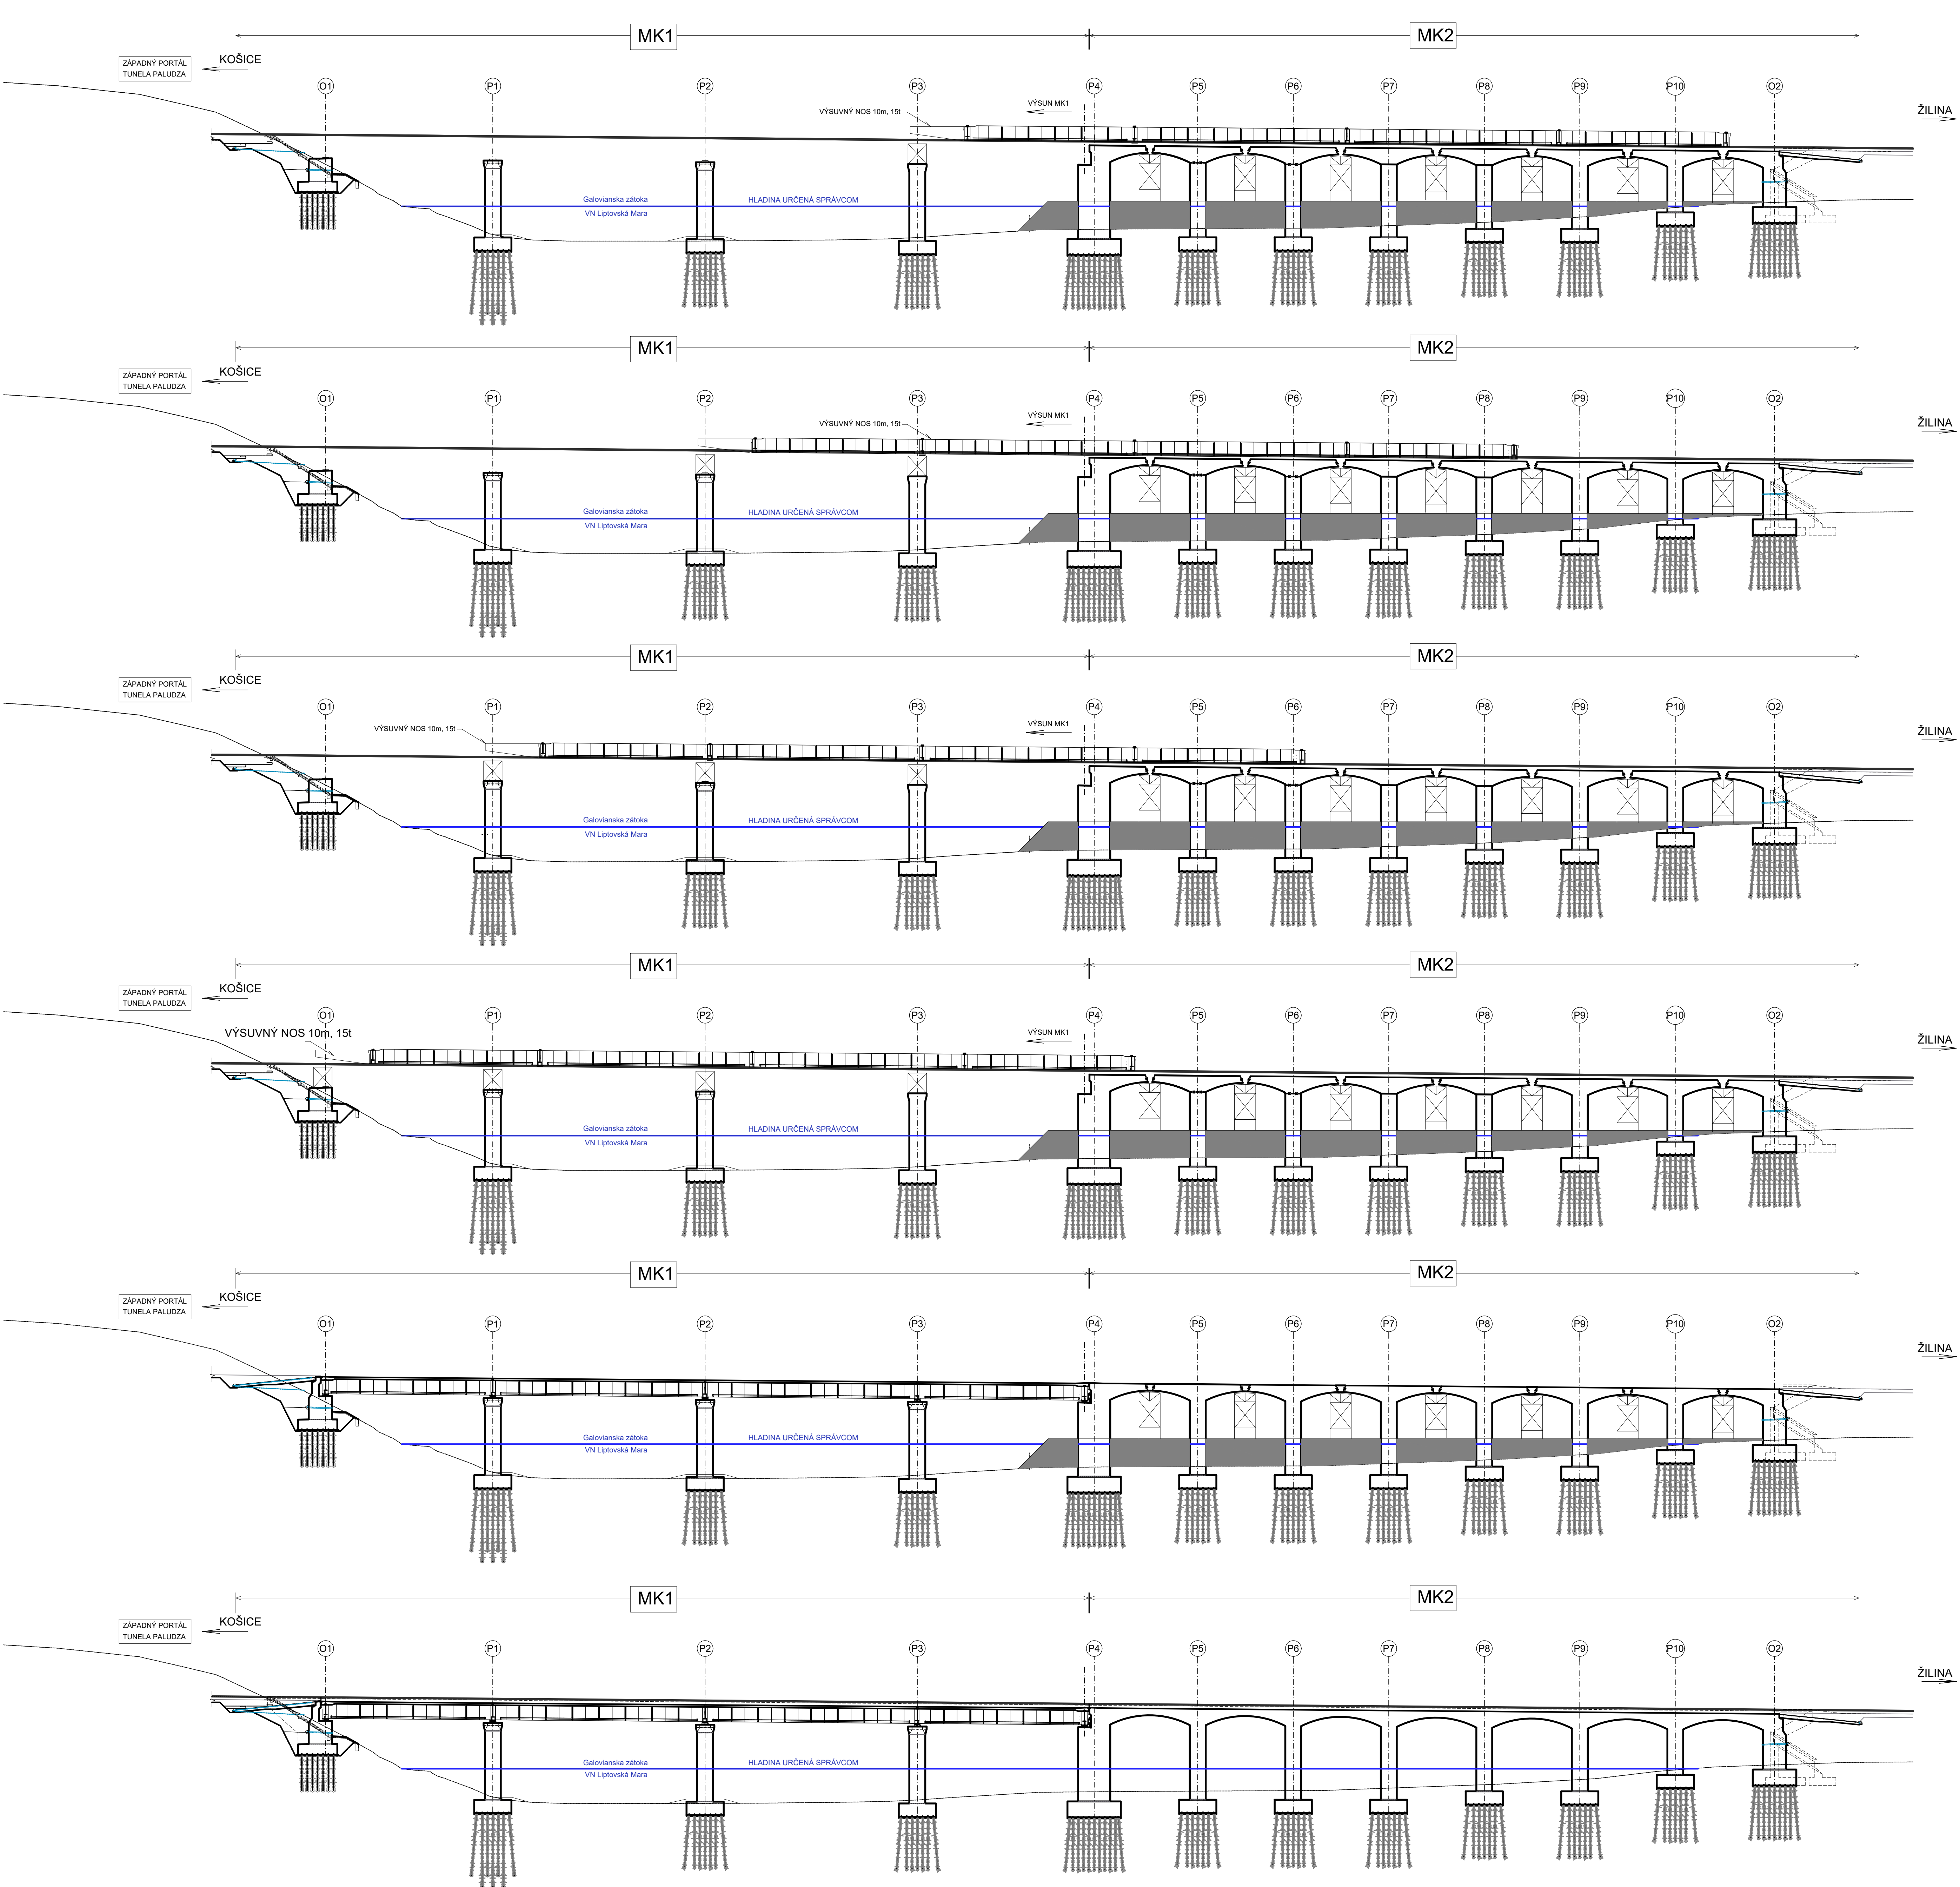 MK1
MK2
ZÁPADNÝ PORTÁL
TUNELA PALUDZA
KOŠICE
O1
P1
P2
P3
P4
P5
P6
P7
P8
P9
P10
O2
ŽILINA
VÝSUVNÝ NOS 10m, 15t
VÝSUN MK1
Galovianska zátoka
HLADINA URČENÁ SPRÁVCOM
VN Liptovská Mara
MK1
MK2
ZÁPADNÝ PORTÁL
TUNELA PALUDZA
KOŠICE
O1
P1
P2
P3
P4
P5
P6
P7
P8
P9
P10
O2
ŽILINA
VÝSUVNÝ NOS 10m, 15t
VÝSUN MK1
Galovianska zátoka
HLADINA URČENÁ SPRÁVCOM
VN Liptovská Mara
MK1
MK2
ZÁPADNÝ PORTÁL
TUNELA PALUDZA
KOŠICE
O1
P1
P2
P3
P4
P5
P6
P7
P8
P9
P10
O2
ŽILINA
VÝSUVNÝ NOS 10m, 15t
VÝSUN MK1
Galovianska zátoka
HLADINA URČENÁ SPRÁVCOM
VN Liptovská Mara
MK1
MK2
ZÁPADNÝ PORTÁL
TUNELA PALUDZA
KOŠICE
O1
P1
P2
P3
P4
P5
P6
P7
P8
P9
P10
O2
ŽILINA
VÝSUVNÝ NOS 10m, 15t
VÝSUN MK1
Galovianska zátoka
HLADINA URČENÁ SPRÁVCOM
VN Liptovská Mara
MK1
MK2
ZÁPADNÝ PORTÁL
TUNELA PALUDZA
KOŠICE
O1
P1
P2
P3
P4
P5
P6
P7
P8
P9
P10
O2
ŽILINA
Galovianska zátoka
HLADINA URČENÁ SPRÁVCOM
VN Liptovská Mara
MK1
MK2
ZÁPADNÝ PORTÁL
TUNELA PALUDZA
KOŠICE
O1
P1
P2
P3
P4
P5
P6
P7
P8
P9
P10
O2
ŽILINA
Galovianska zátoka
HLADINA URČENÁ SPRÁVCOM
VN Liptovská Mara